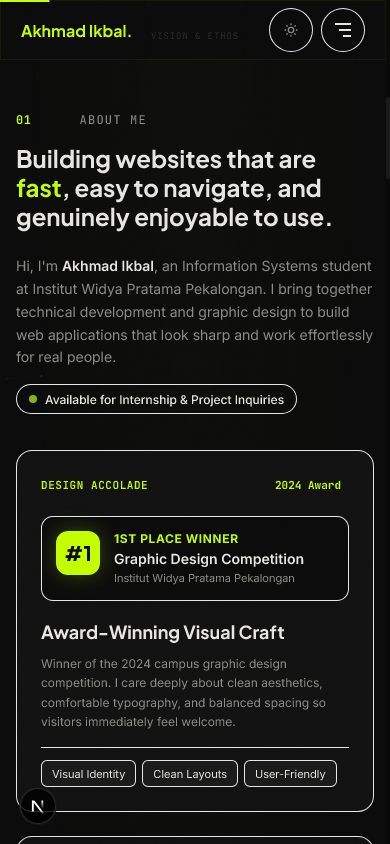 Akhmad Ikbal.
VISION & ETHOS
01 ABOUT ME
Building websites that are
fast, easy to navigate, and
genuinely enjoyable to use.
Hi, I'm Akhmad Ikbal, an Information Systems student
at Institut Widya Pratama Pekalongan. I bring together
technical development and graphic design to build
web applications that look sharp and work effortlessly
for real people.
Available for Internship & Project Inquiries
DESIGN ACCOLADE 2024 Award
#1
1ST PLACE WINNER
Graphic Design Competition
Institut Widya Pratama Pekalongan
Award-Winning Visual Craft
Winner of the 2024 campus graphic design
competition. I care deeply about clean aesthetics,
comfortable typography, and balanced spacing so
visitors immediately feel welcome.
Visual Identity Clean Layouts User-Friendly
N